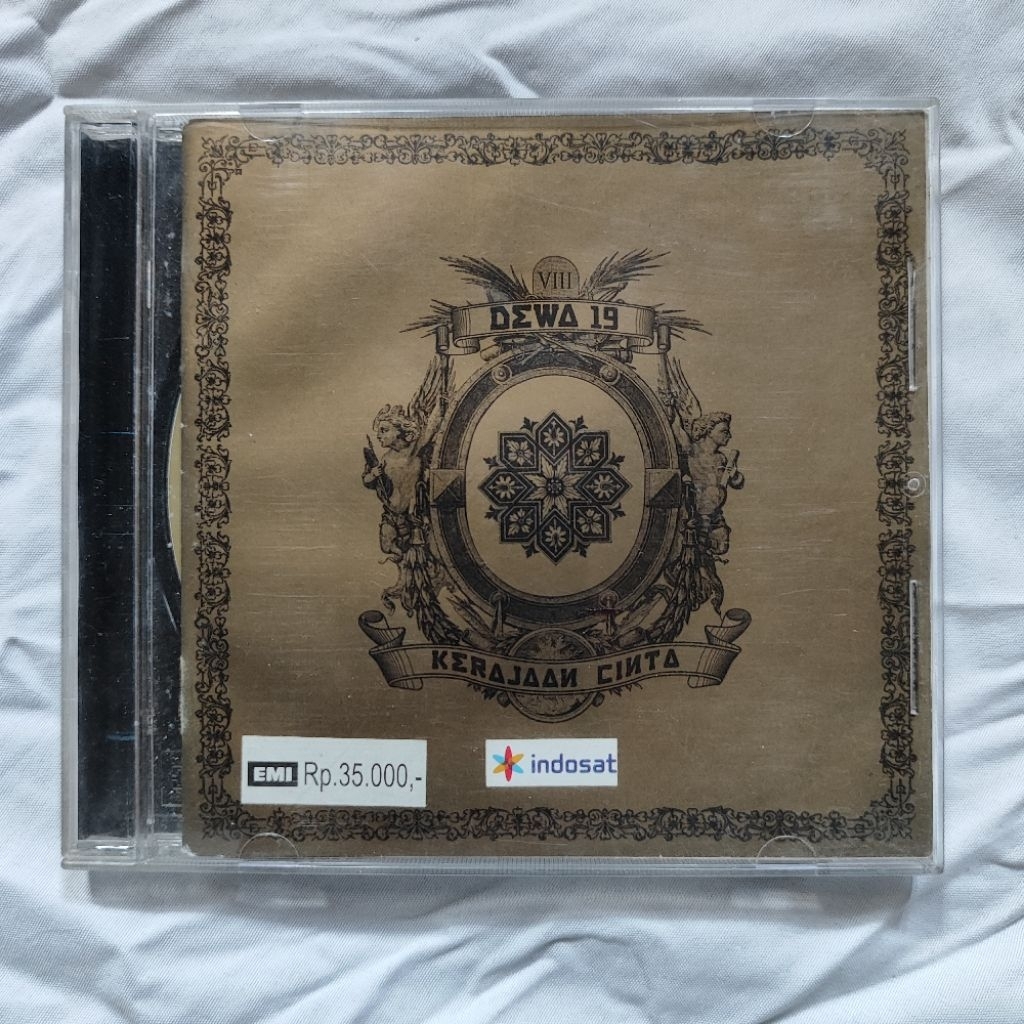 VIII
DEWA 19
KERAJAAN CINTA
EMI Rp.35.000,-
indosat